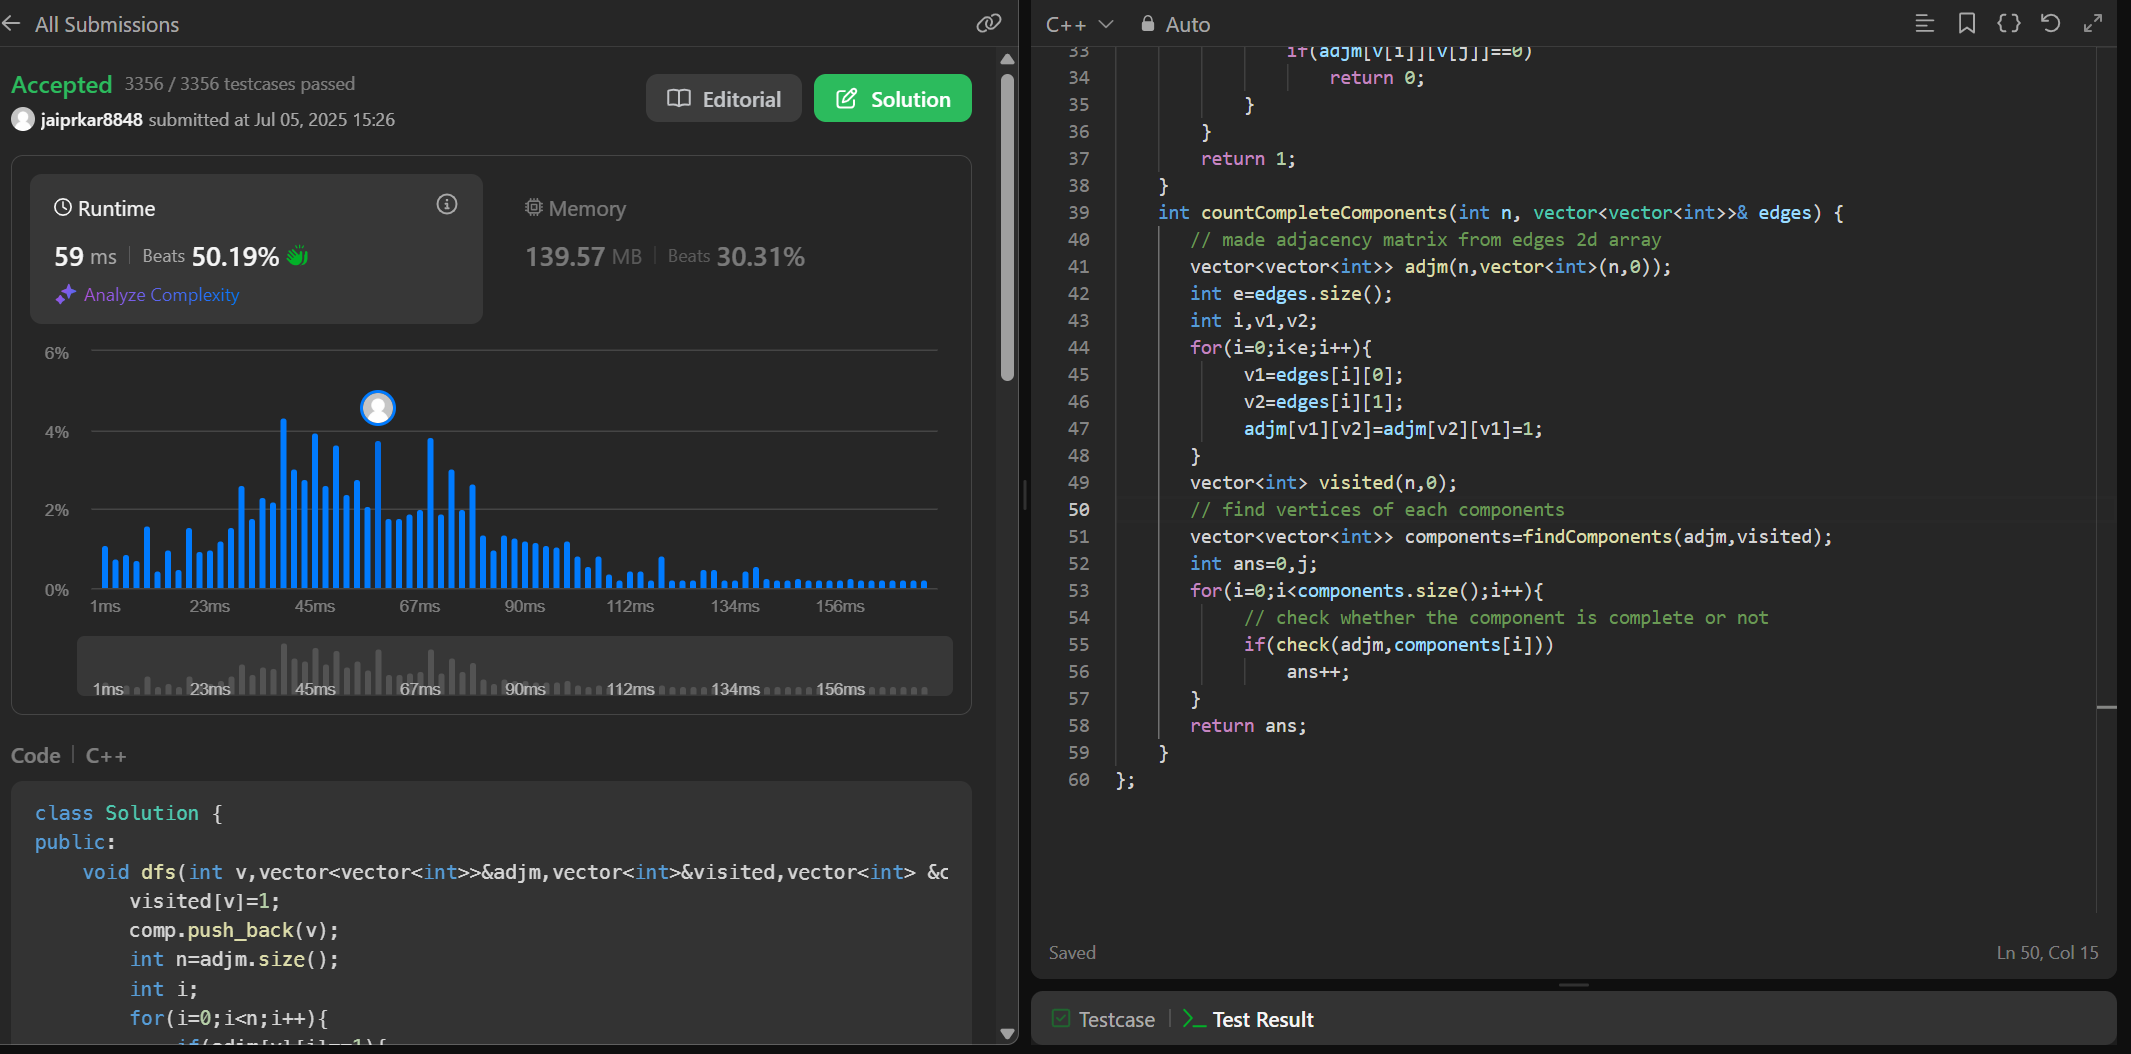 All Submissions
Accepted 3356 / 3356 testcases passed
jaiprkar8848 submitted at Jul 05, 2025 15:26
Editorial
Solution
Runtime
59 ms Beats 50.19%
Analyze Complexity
Memory
139.57 MB Beats 30.31%
6%
4%
2%
0%
1ms 23ms 45ms 67ms 90ms 112ms 134ms 156ms
1ms 23ms 45ms 67ms 90ms 112ms 134ms 156ms
Code C++
class Solution {
public:
void dfs(int v,vector<vector<int>>&adjm,vector<int>&visited,vector<int> &c
visited[v]=1;
comp.push_back(v);
int n=adjm.size();
int i;
for(i=0;i<n;i++){
if(adjm[v][i]==1){
C++ Auto
33 if(adjm[v[i]][v[j]]==0)
34 return 0;
35 }
36 }
37 return 1;
38 }
39 int countCompleteComponents(int n, vector<vector<int>>& edges) {
40 // made adjacency matrix from edges 2d array
41 vector<vector<int>> adjm(n,vector<int>(n,0));
42 int e=edges.size();
43 int i,v1,v2;
44 for(i=0;i<e;i++){
45 v1=edges[i][0];
46 v2=edges[i][1];
47 adjm[v1][v2]=adjm[v2][v1]=1;
48 }
49 vector<int> visited(n,0);
50 // find vertices of each components
51 vector<vector<int>> components=findComponents(adjm,visited);
52 int ans=0,j;
53 for(i=0;i<components.size();i++){
54 // check whether the component is complete or not
55 if(check(adjm,components[i]))
56 ans++;
57 }
58 return ans;
59 }
60 };
Saved
Ln 50, Col 15
Testcase
Test Result